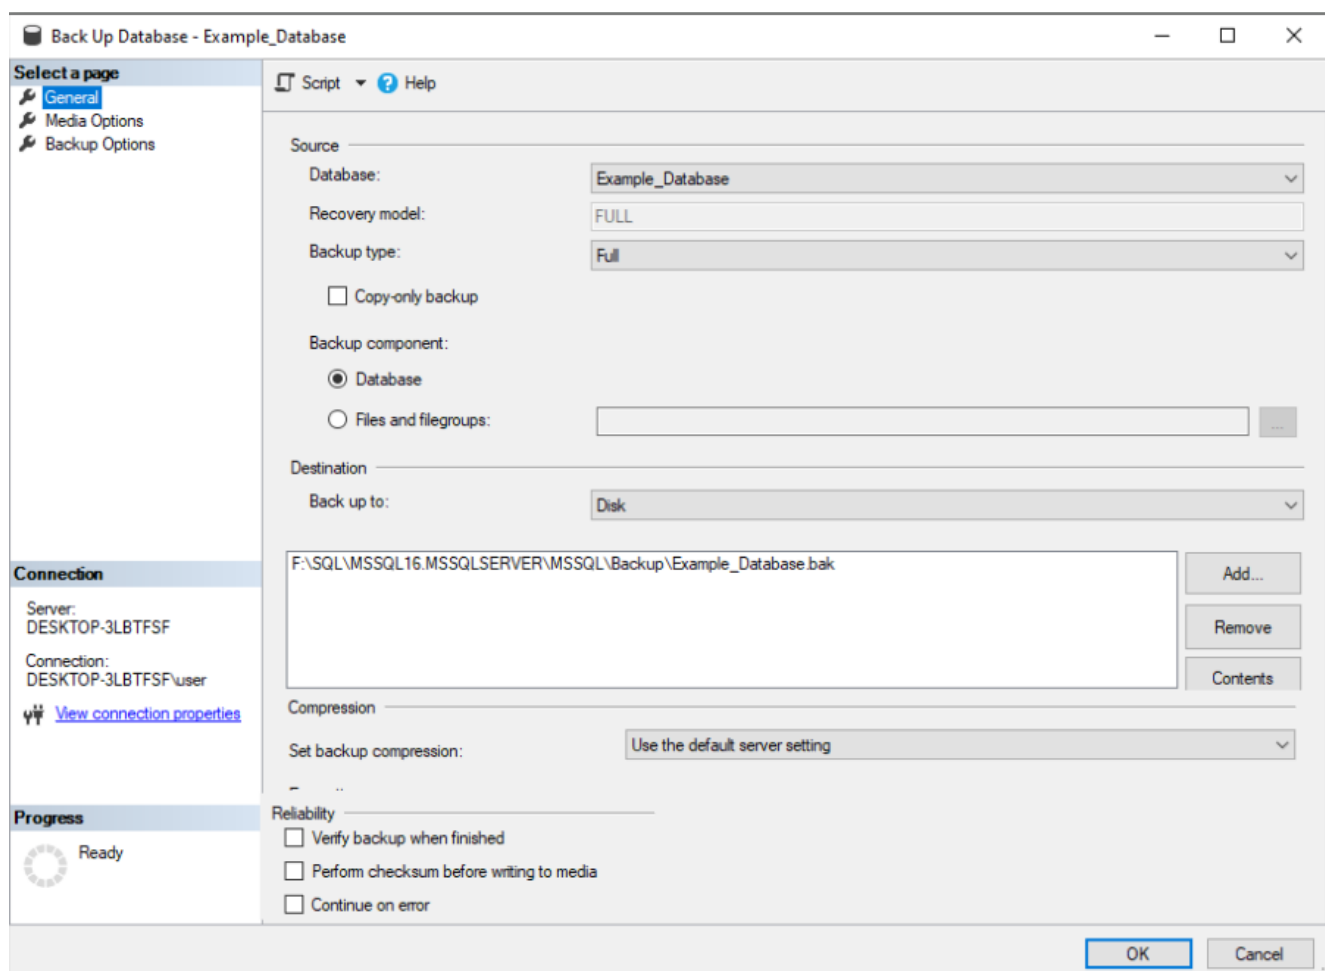 Back Up Database - Example_Database
Select a page
General
Media Options
Backup Options
Script
Help
Source
Database:
Example_Database
Recovery model:
FULL
Backup type:
Full
Copy-only backup
Backup component:
Database
Files and filegroups:
...
Destination
Back up to:
Disk
F:\SQL\MSSQL16.MSSQLSERVER\MSSQL\Backup\Example_Database.bak
Add...
Remove
Contents
Connection
Server:
DESKTOP-3LBTFSF
Connection:
DESKTOP-3LBTFSF\user
View connection properties
Compression
Set backup compression:
Use the default server setting
Progress
Ready
Reliability
Verify backup when finished
Perform checksum before writing to media
Continue on error
OK
Cancel